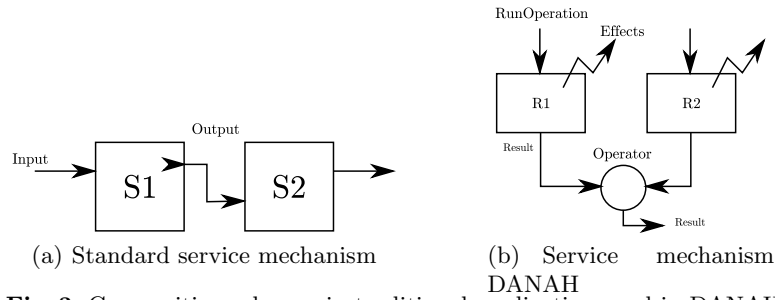 Input
S1
Output
S2
(a) Standard service mechanism
RunOperation
Effects
R1
R2
Result
Operator
Result
(b) Service mechanism
DANAH